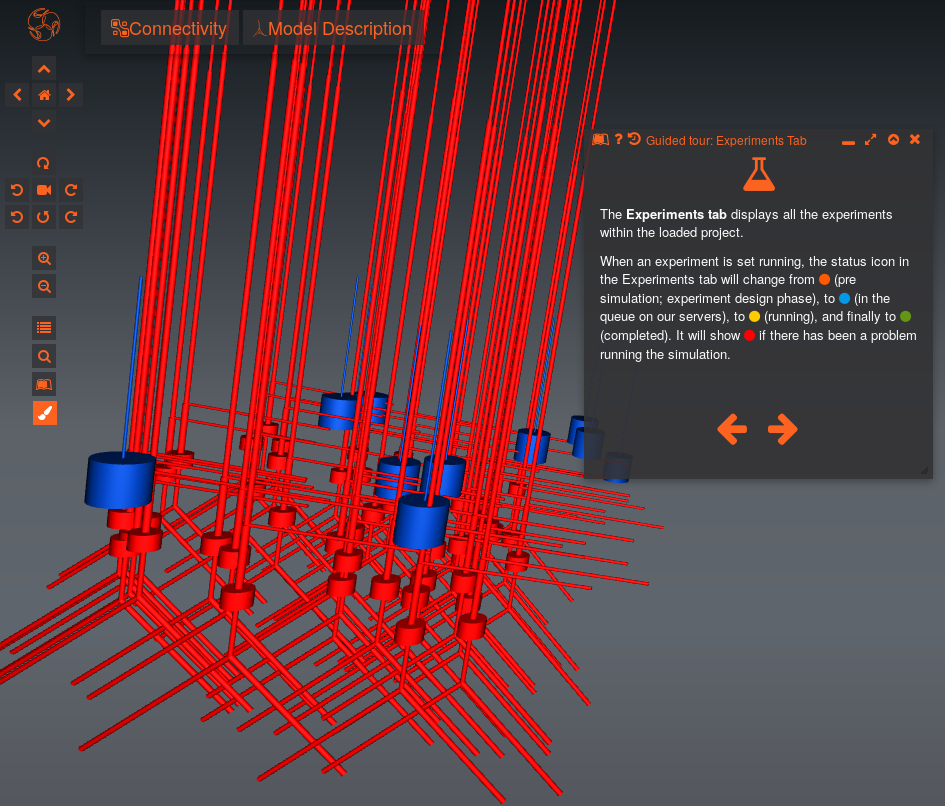 Connectivity
Model Description
? Guided tour: Experiments Tab
The Experiments tab displays all the experiments
within the loaded project.
When an experiment is set running, the status icon in
the Experiments tab will change from (pre
simulation; experiment design phase), to (in the
queue on our servers), to (running), and finally to
(completed). It will show if there has been a problem
running the simulation.